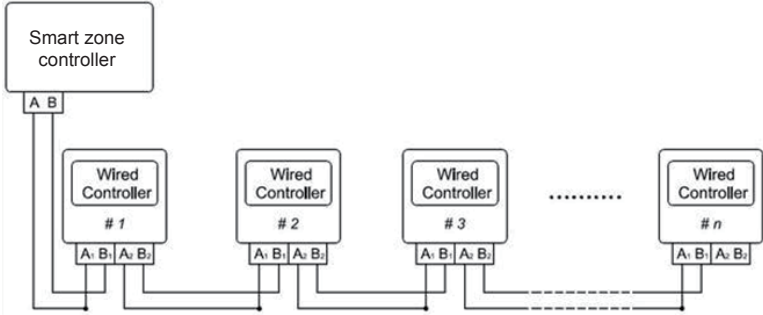 Smart zone
controller
A B
Wired
Controller
# 1
A₁ B₁ A₂ B₂
Wired
Controller
# 2
A₁ B₁ A₂ B₂
Wired
Controller
# 3
A₁ B₁ A₂ B₂
..........
Wired
Controller
# n
A₁ B₁ A₂ B₂